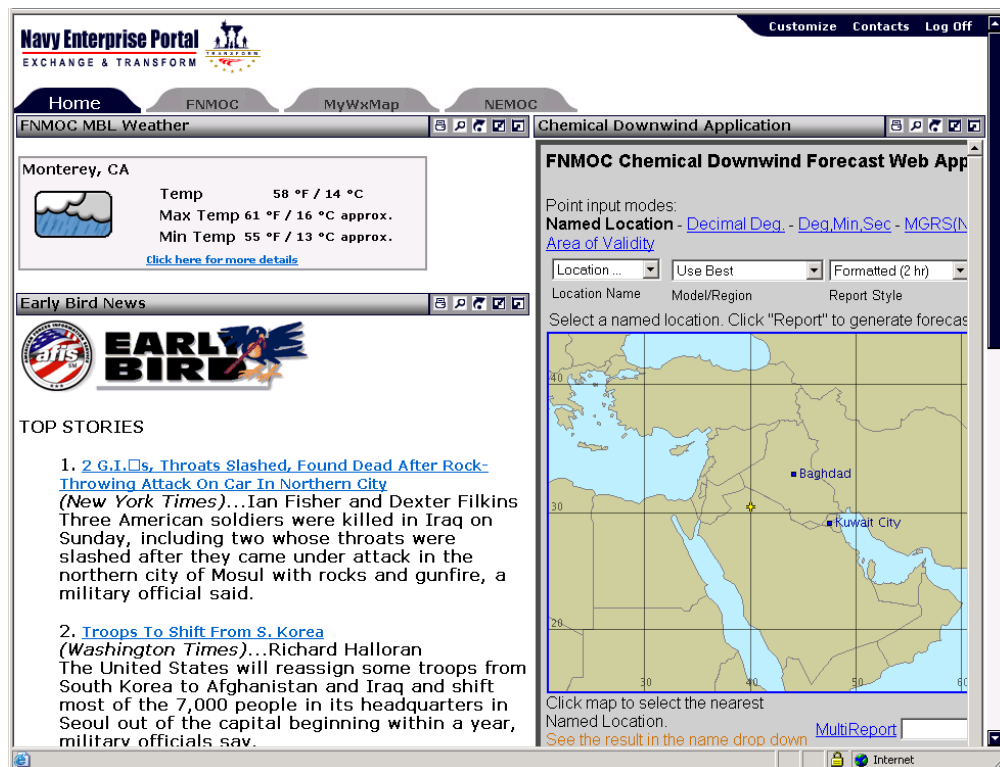 Customize Contacts Log Off
Navy Enterprise Portal
EXCHANGE & TRANSFORM
TRANSFORM
Home FNMOC MyWxMap NEMOC
FNMOC MBL Weather
Monterey, CA
Temp 58 °F / 14 °C
Max Temp 61 °F / 16 °C approx.
Min Temp 55 °F / 13 °C approx.
Click here for more details
Early Bird News
afis
EARLY
BIRD
TOP STORIES
1. 2 G.I.□s, Throats Slashed, Found Dead After Rock-
Throwing Attack On Car In Northern City
(New York Times)...Ian Fisher and Dexter Filkins
Three American soldiers were killed in Iraq on
Sunday, including two whose throats were
slashed after they came under attack in the
northern city of Mosul with rocks and gunfire, a
military official said.
2. Troops To Shift From S. Korea
(Washington Times)...Richard Halloran
The United States will reassign some troops from
South Korea to Afghanistan and Iraq and shift
most of the 7,000 people in its headquarters in
Seoul out of the capital beginning within a year,
military officials say.
Chemical Downwind Application
FNMOC Chemical Downwind Forecast Web App
Point input modes:
Named Location - Decimal Deg. - Deg,Min,Sec - MGRS(N
Area of Validity
Location ... Use Best Formatted (2 hr)
Location Name Model/Region Report Style
Select a named location. Click "Report" to generate forecas
40
Baghdad
30
Kuwait City
20
30 40 50 60
Click map to select the nearest
Named Location.
See the result in the name drop down
MultiReport
Internet